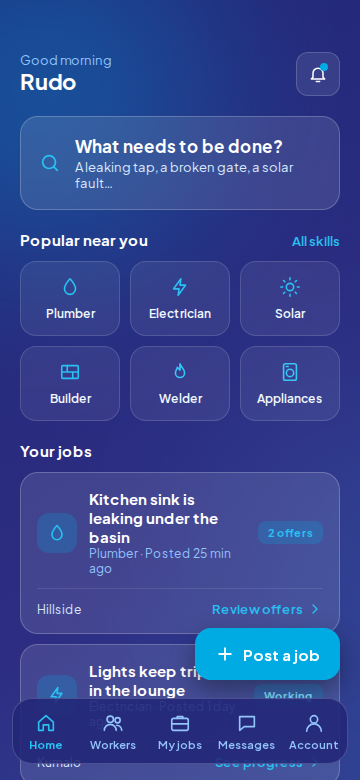 Good morning
Rudo
What needs to be done?
A leaking tap, a broken gate, a solar
fault...
Popular near you
All skills
Plumber
Electrician
Solar
Builder
Welder
Appliances
Your jobs
Kitchen sink is
leaking under the
basin
Plumber · Posted 25 min
ago
2 offers
Hillside
Review offers
Post a job
Lights keep
in the lounge
Electrician · Posted 1 day
ago
Working
Home
Workers
My jobs
Messages
Account
See progress